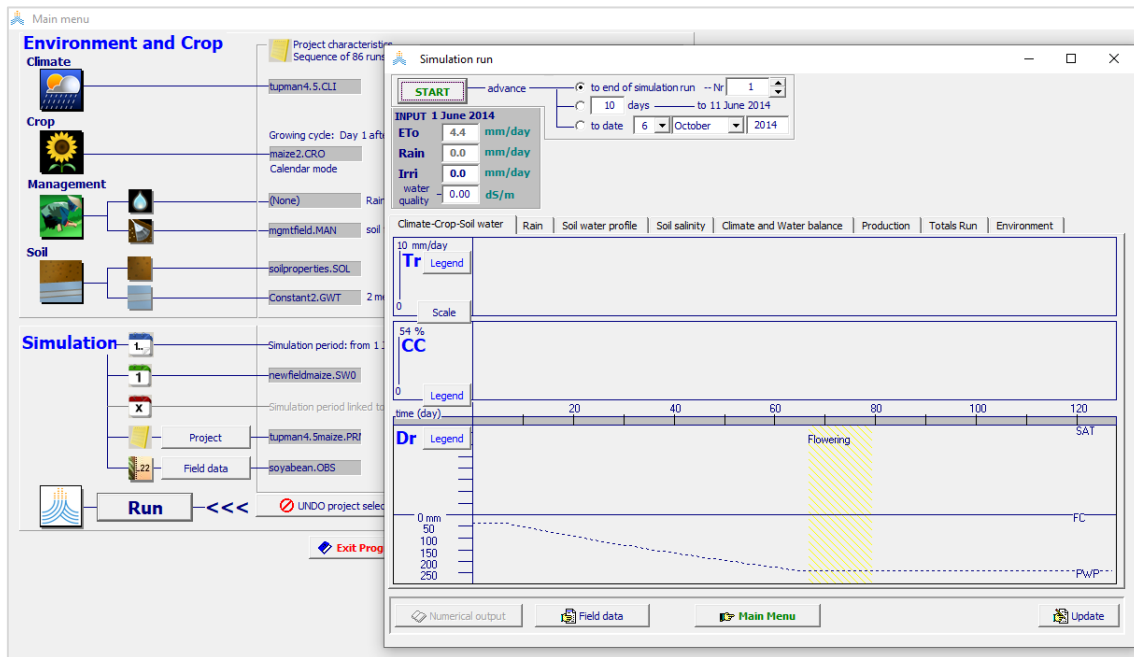 Main menu
Environment and Crop
Climate
tupman4.5.CLI
Project characteristics
Sequence of 86 runs
Crop
Growing cycle: Day 1 afte
maize2.CRO
Calendar mode
Management
(None) Rain
mgmtfield.MAN soil
Soil
soilproperties.SOL
Constant2.GWT 2 me
Simulation
1..
Simulation period: from 1
1
newfieldmaize.SW0
X
Simulation period linked to
Project
tupman4.5maize.PRM
..22
Field data
soyabean.OBS
Run
<<<
UNDO project selec
Exit Prog
Simulation run
START
advance
to end of simulation run -- Nr 1
10 days to 11 June 2014
to date 6 October 2014
INPUT 1 June 2014
ETo 4.4 mm/day
Rain 0.0 mm/day
Irri 0.0 mm/day
water quality - 0.00 dS/m
Climate-Crop-Soil water
Rain
Soil water profile
Soil salinity
Climate and Water balance
Production
Totals Run
Environment
10 mm/day
Tr
Legend
0
Scale
54 %
CC
0
Legend
time (day) 20 40 60 80 100 120
Dr
Legend
Flowering
SAT
0 mm
FC
50
100
150
200
250
PWP
Numerical output
Field data
Main Menu
Update